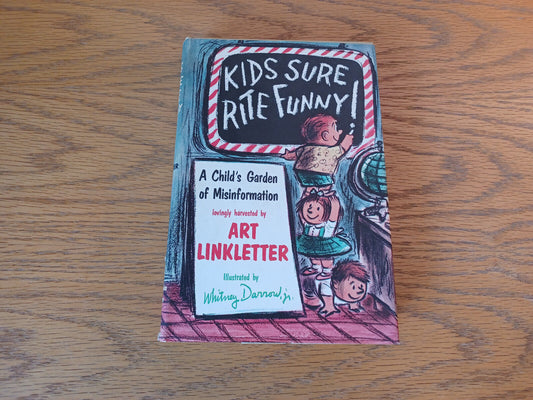 KIDS SURE
RITE FUNNY!
A Child's Garden
of Misinformation
lovingly harvested by
ART
LINKLETTER
Illustrated by
Whitney Darrow, jr.